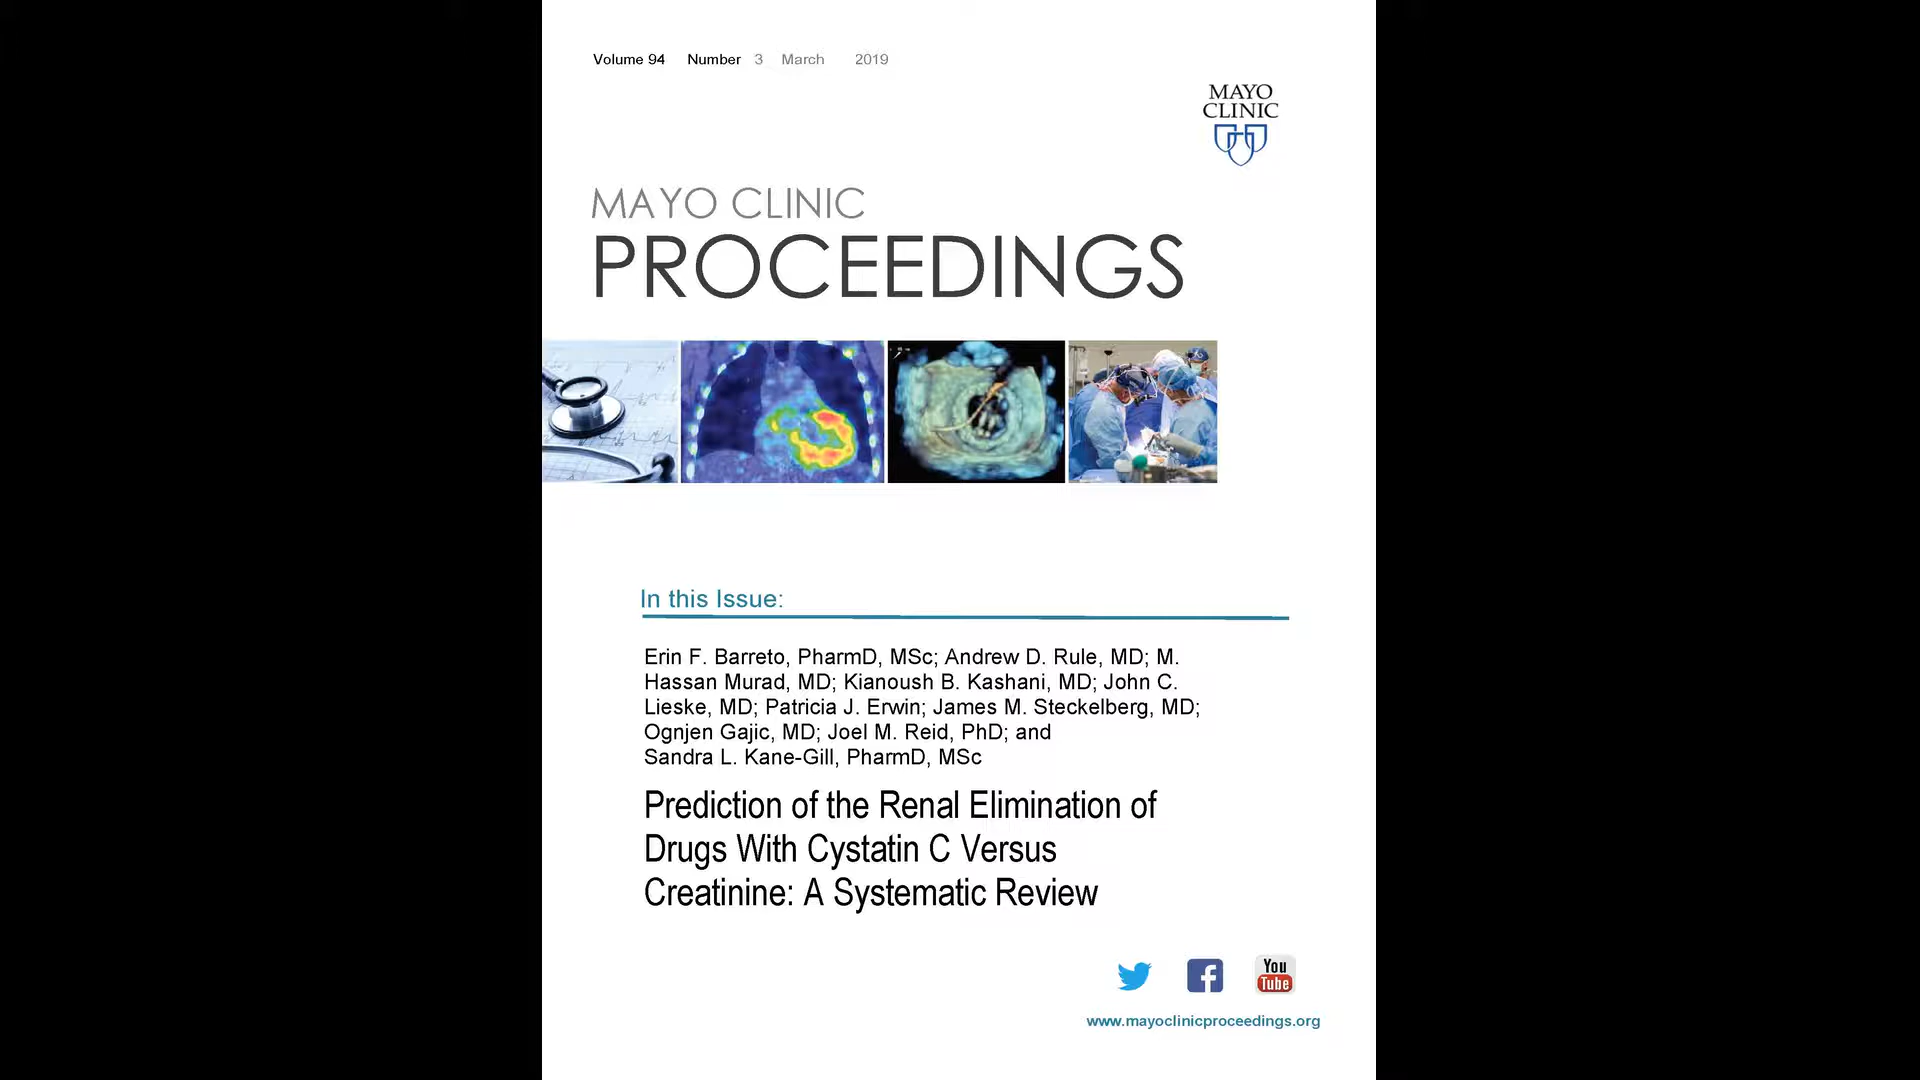 Volume 94 Number 3 March 2019
MAYO
CLINIC
MAYO CLINIC
PROCEEDINGS
In this Issue:
Erin F. Barreto, PharmD, MSc; Andrew D. Rule, MD; M.
Hassan Murad, MD; Kianoush B. Kashani, MD; John C.
Lieske, MD; Patricia J. Erwin; James M. Steckelberg, MD;
Ognjen Gajic, MD; Joel M. Reid, PhD; and
Sandra L. Kane-Gill, PharmD, MSc
Prediction of the Renal Elimination of
Drugs With Cystatin C Versus
Creatinine: A Systematic Review
You
Tube
www.mayoclinicproceedings.org